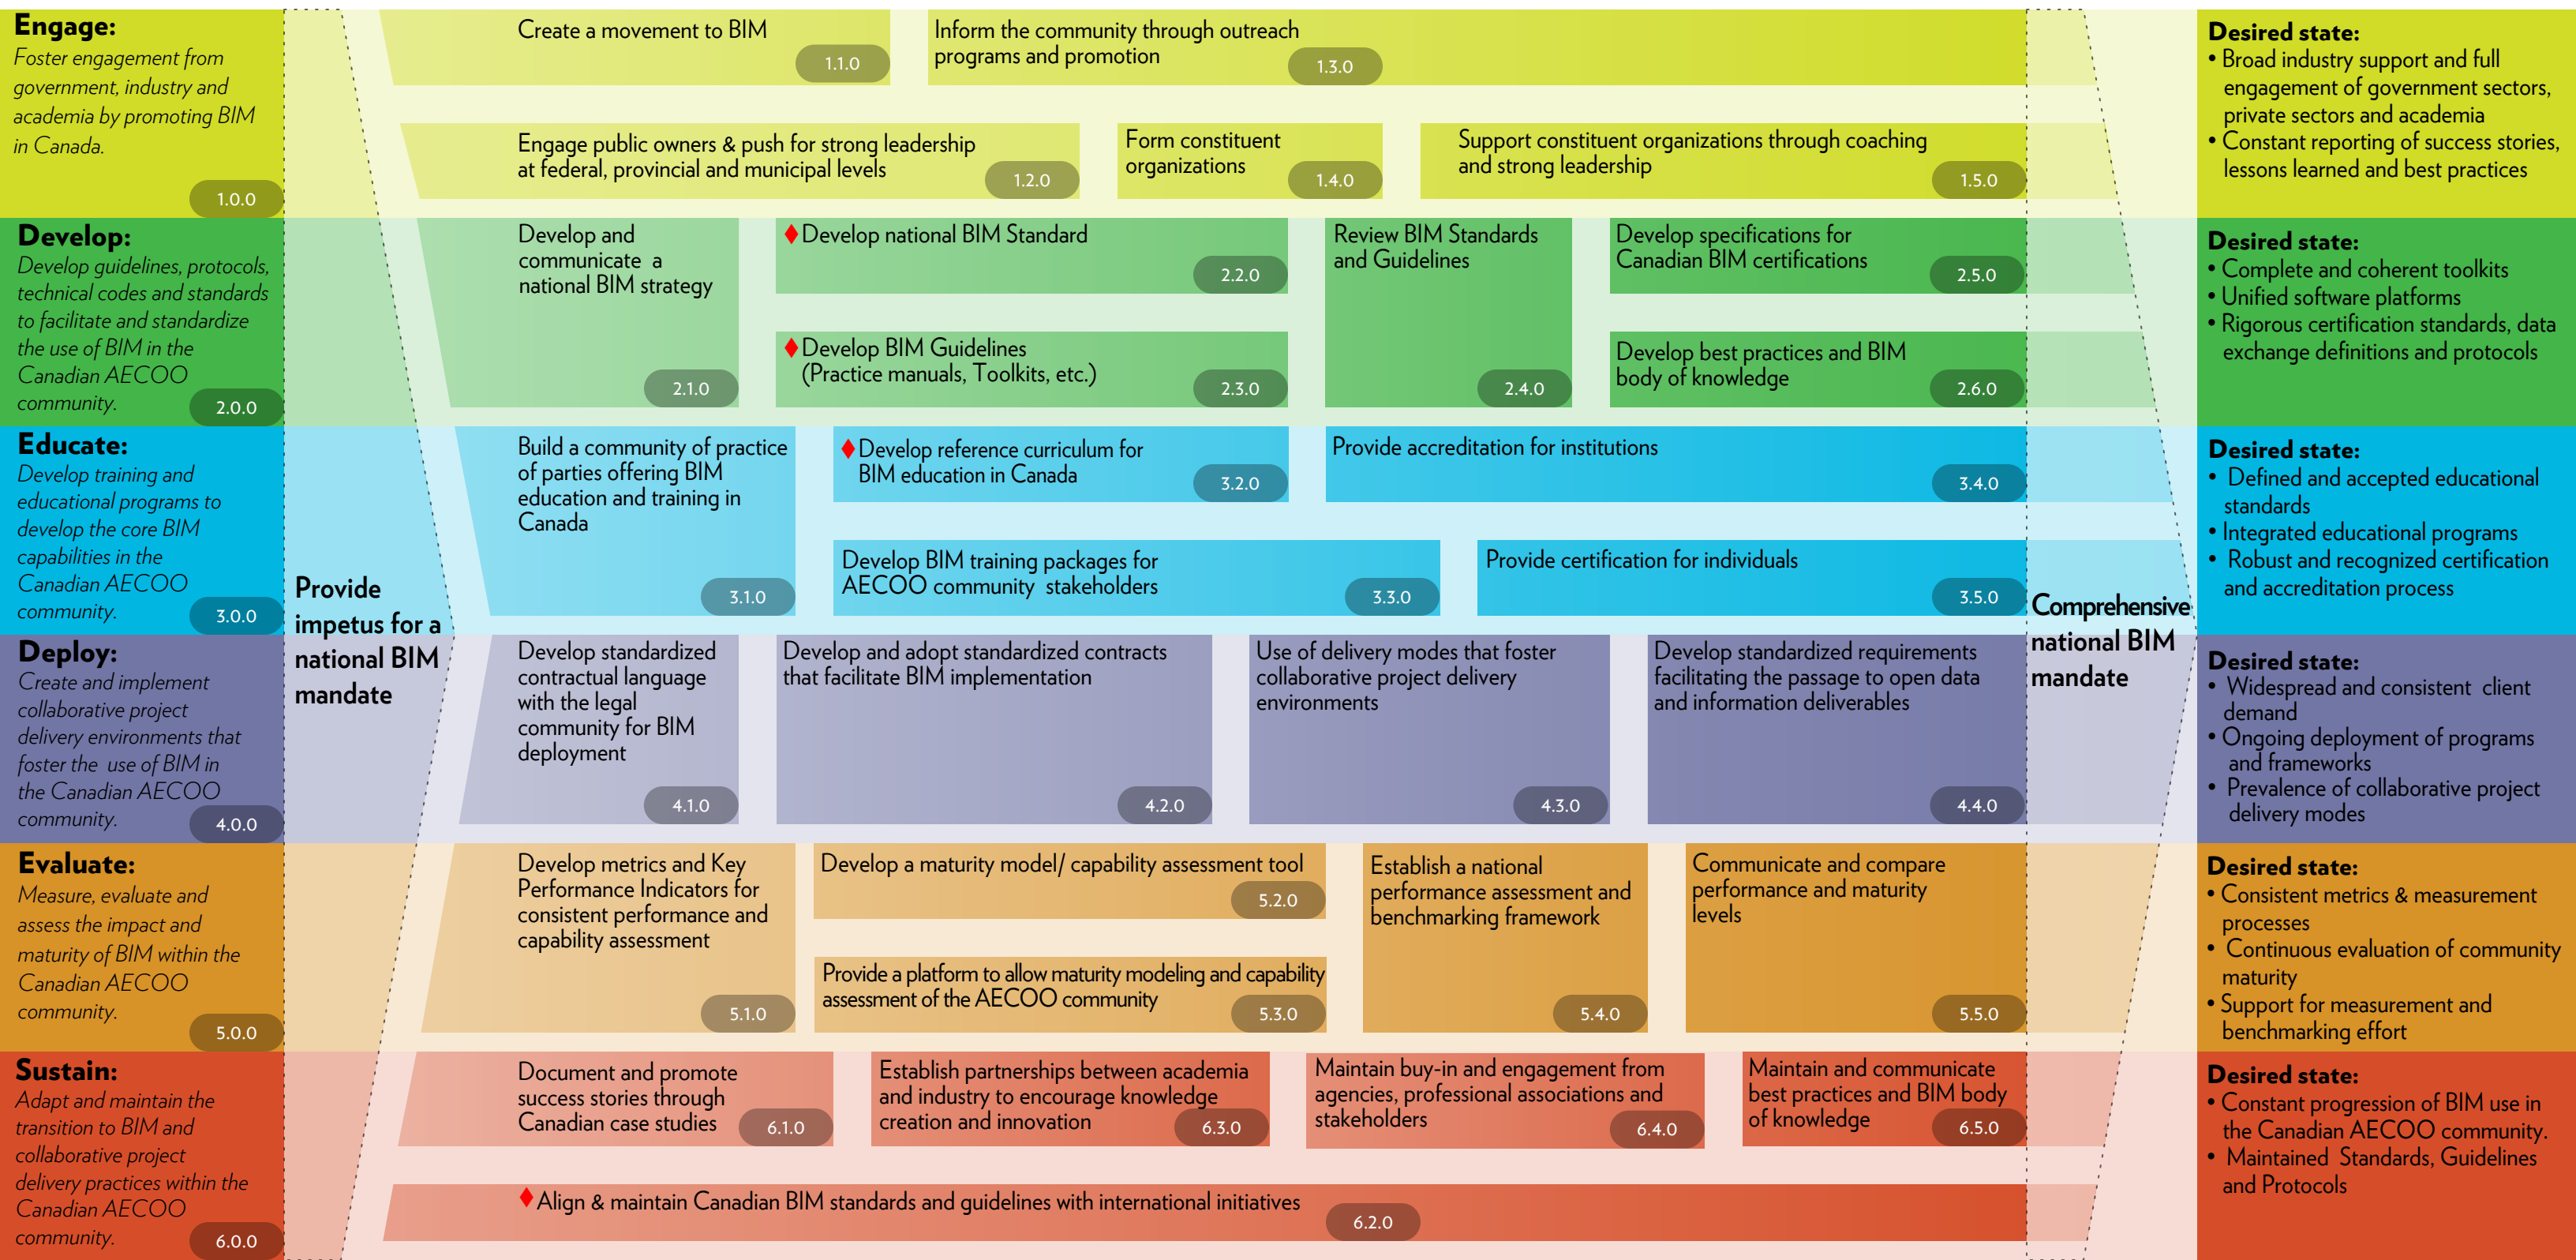 Engage:
Foster engagement from
government, industry and
academia by promoting BIM
in Canada.
1.0.0
Create a movement to BIM
1.1.0
Inform the community through outreach
programs and promotion
1.3.0
Engage public owners & push for strong leadership
at federal, provincial and municipal levels
1.2.0
Form constituent
organizations
1.4.0
Support constituent organizations through coaching
and strong leadership
1.5.0
Desired state:
• Broad industry support and full
engagement of government sectors,
private sectors and academia
• Constant reporting of success stories,
lessons learned and best practices
Develop:
Develop guidelines, protocols,
technical codes and standards
to facilitate and standardize
the use of BIM in the
Canadian AECOO
community.
2.0.0
Develop and
communicate a
national BIM strategy
2.1.0
Develop national BIM Standard
2.2.0
Develop BIM Guidelines
(Practice manuals, Toolkits, etc.)
2.3.0
Review BIM Standards
and Guidelines
2.4.0
Develop specifications for
Canadian BIM certifications
2.5.0
Develop best practices and BIM
body of knowledge
2.6.0
Desired state:
• Complete and coherent toolkits
• Unified software platforms
• Rigorous certification standards, data
exchange definitions and protocols
Educate:
Develop training and
educational programs to
develop the core BIM
capabilities in the
Canadian AECOO
community.
3.0.0
Build a community of practice
of parties offering BIM
education and training in
Canada
3.1.0
Develop reference curriculum for
BIM education in Canada
3.2.0
Provide accreditation for institutions
3.4.0
Develop BIM training packages for
AECOO community stakeholders
3.3.0
Provide certification for individuals
3.5.0
Desired state:
• Defined and accepted educational
standards
• Integrated educational programs
• Robust and recognized certification
and accreditation process
Provide
impetus for a
national BIM
mandate
Comprehensive
national BIM
mandate
Deploy:
Create and implement
collaborative project
delivery environments that
foster the use of BIM in
the Canadian AECOO
community.
4.0.0
Develop standardized
contractual language
with the legal
community for BIM
deployment
4.1.0
Develop and adopt standardized contracts
that facilitate BIM implementation
4.2.0
Use of delivery modes that foster
collaborative project delivery
environments
4.3.0
Develop standardized requirements
facilitating the passage to open data
and information deliverables
4.4.0
Desired state:
• Widespread and consistent client
demand
• Ongoing deployment of programs
and frameworks
• Prevalence of collaborative project
delivery modes
Evaluate:
Measure, evaluate and
assess the impact and
maturity of BIM within the
Canadian AECOO
community.
5.0.0
Develop metrics and Key
Performance Indicators for
consistent performance and
capability assessment
5.1.0
Develop a maturity model/ capability assessment tool
5.2.0
Provide a platform to allow maturity modeling and capability
assessment of the AECOO community
5.3.0
Establish a national
performance assessment and
benchmarking framework
5.4.0
Communicate and compare
performance and maturity
levels
5.5.0
Desired state:
• Consistent metrics & measurement
processes
• Continuous evaluation of community
maturity
• Support for measurement and
benchmarking effort
Sustain:
Adapt and maintain the
transition to BIM and
collaborative project
delivery practices within the
Canadian AECOO
community.
6.0.0
Document and promote
success stories through
Canadian case studies
6.1.0
Establish partnerships between academia
and industry to encourage knowledge
creation and innovation
6.3.0
Maintain buy-in and engagement from
agencies, professional associations and
stakeholders
6.4.0
Maintain and communicate
best practices and BIM body
of knowledge
6.5.0
Align & maintain Canadian BIM standards and guidelines with international initiatives
6.2.0
Desired state:
• Constant progression of BIM use in
the Canadian AECOO community.
• Maintained Standards, Guidelines
and Protocols